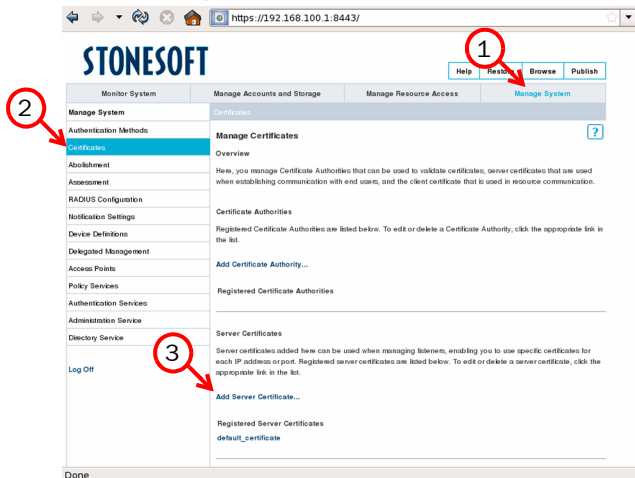 https://192.168.100.1:8443/
STONESOFT
1
Help Restore Browse Publish
Monitor System Manage Accounts and Storage Manage Resource Access Manage System
2
Manage System
Authentication Methods
Certificates
Abolishment
Assessment
RADIUS Configuration
Notification Settings
Device Definitions
Delegated Management
Access Points
Policy Services
Authentication Services
Administration Service
Directory Service
Log Off
Certificates
Manage Certificates
?
Overview
Here, you manage Certificate Authorities that can be used to validate certificates, server certificates that are used
when establishing communication with end users, and the client certificate that is used in resource communication.
Certificate Authorities
Registered Certificate Authorities are listed below. To edit or delete a Certificate Authority, click the appropriate link in
the list.
Add Certificate Authority...
Registered Certificate Authorities
Server Certificates
3
Server certificates added here can be used when managing listeners, enabling you to use specific certificates for
each IP address or port. Registered server certificates are listed below. To edit or delete a server certificate, click the
appropriate link in the list.
Add Server Certificate...
Registered Server Certificates
default_certificate
Done